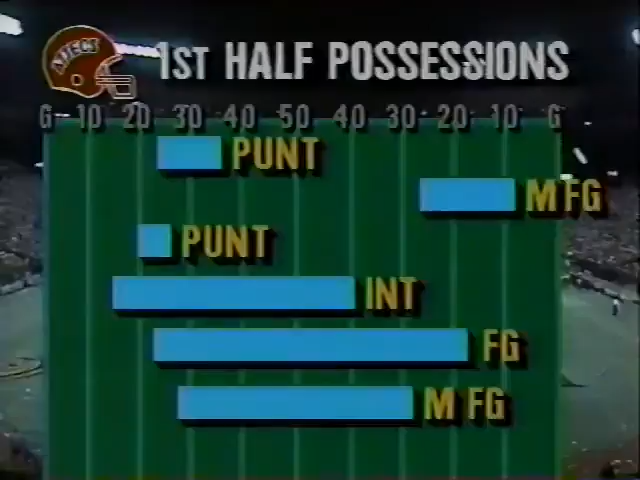 1ST HALF POSSESSIONS
G 10 20 30 40 50 40 30 20 10 G
PUNT
M FG
PUNT
INT
FG
M FG